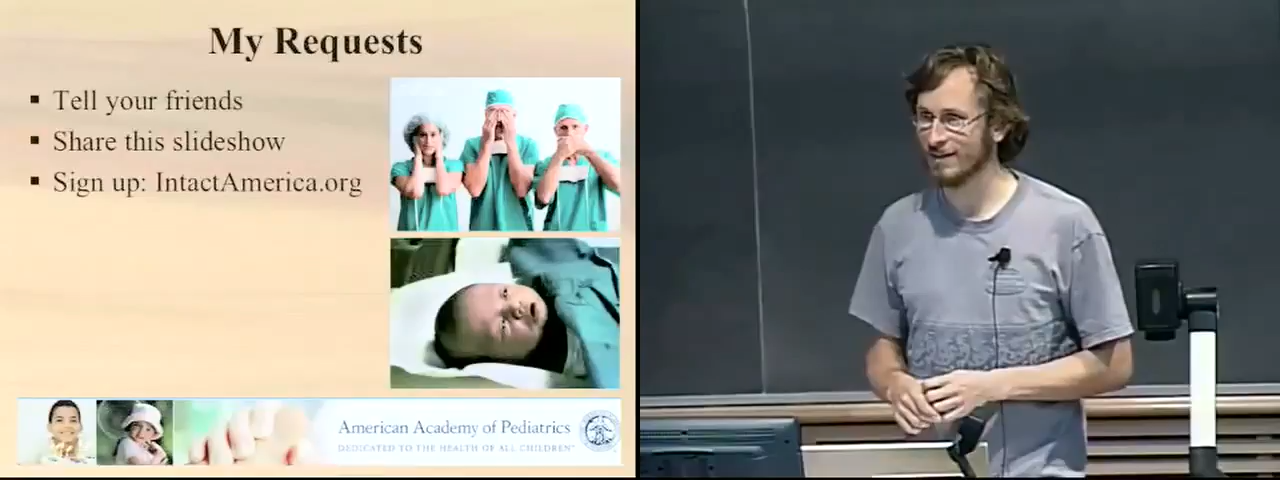 My Requests
Tell your friends
Share this slideshow
Sign up: IntactAmerica.org
American Academy of Pediatrics
DEDICATED TO THE HEALTH OF ALL CHILDREN™